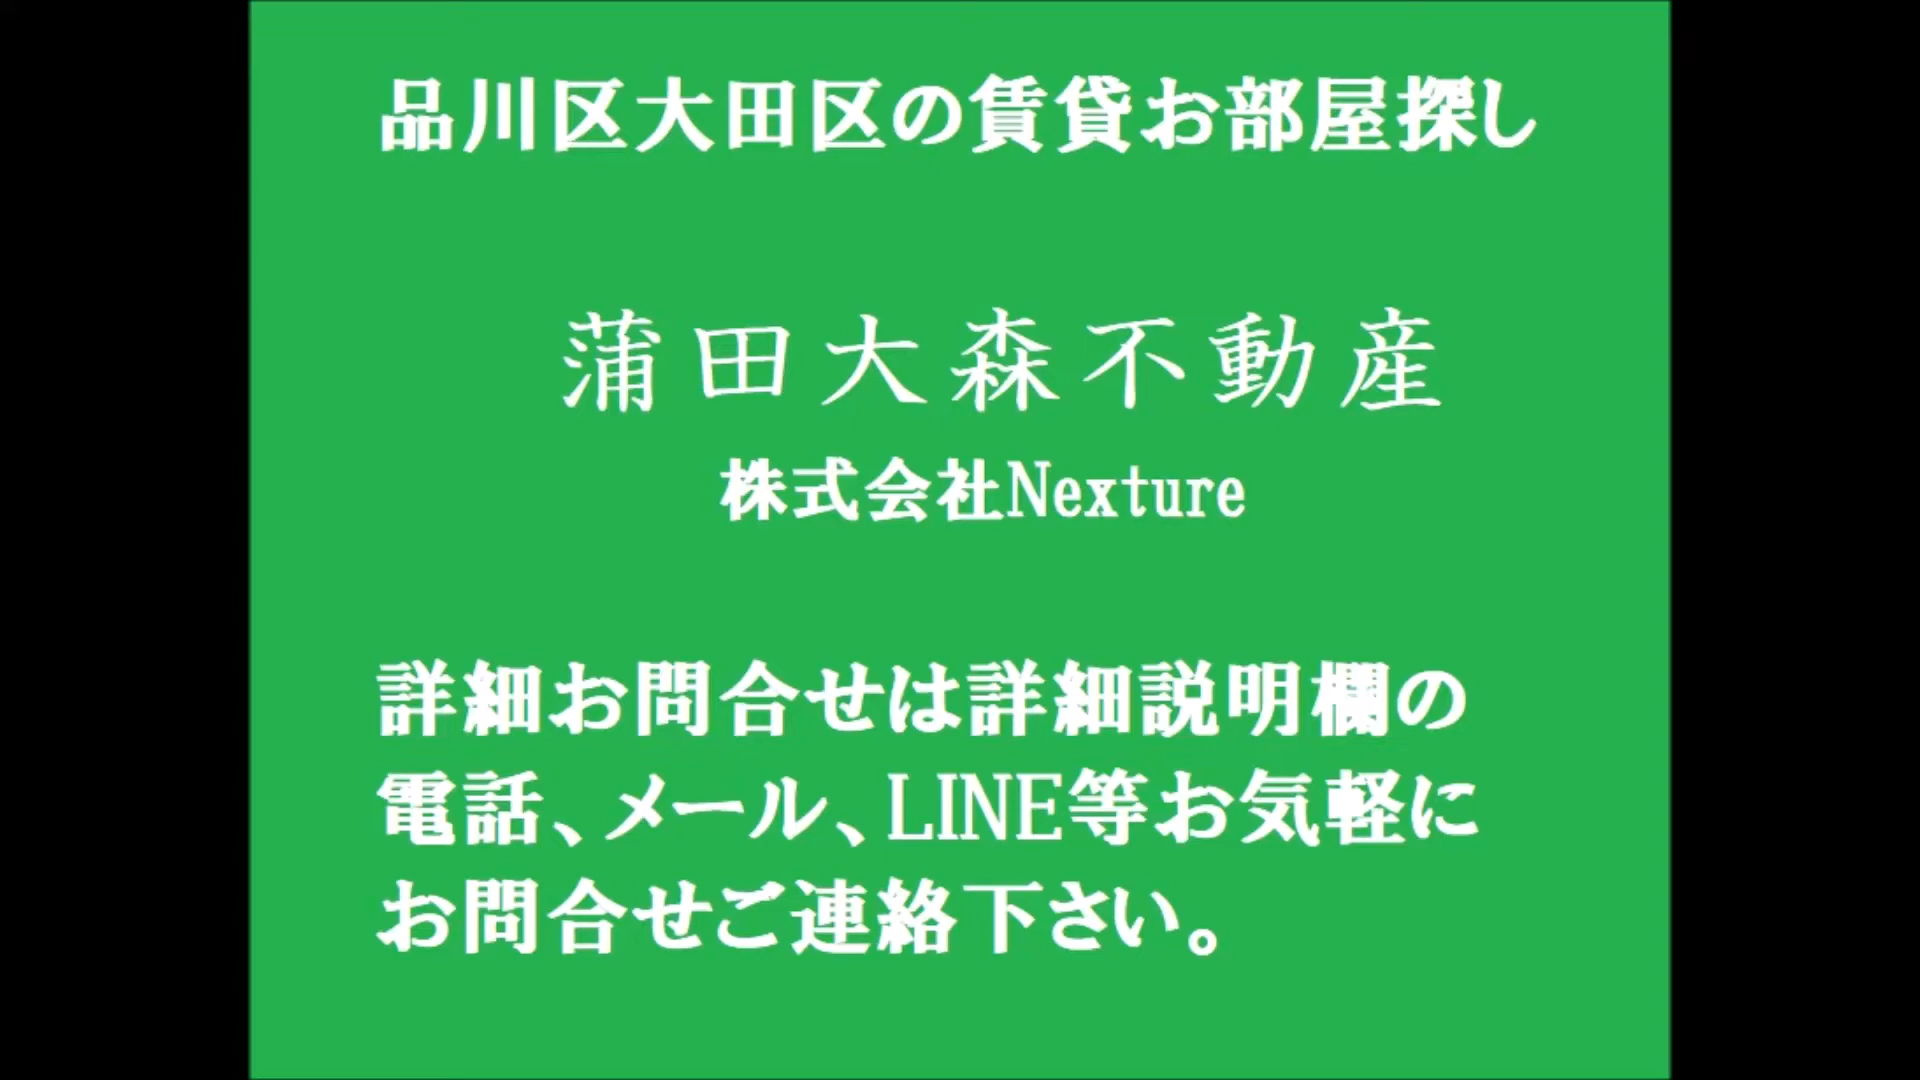 品川区大田区の賃貸お部屋探し
蒲田大森不動産
株式会社Nexture
詳細お問合せは詳細説明欄の
電話、メール、LINE等お気軽に
お問合せご連絡下さい。